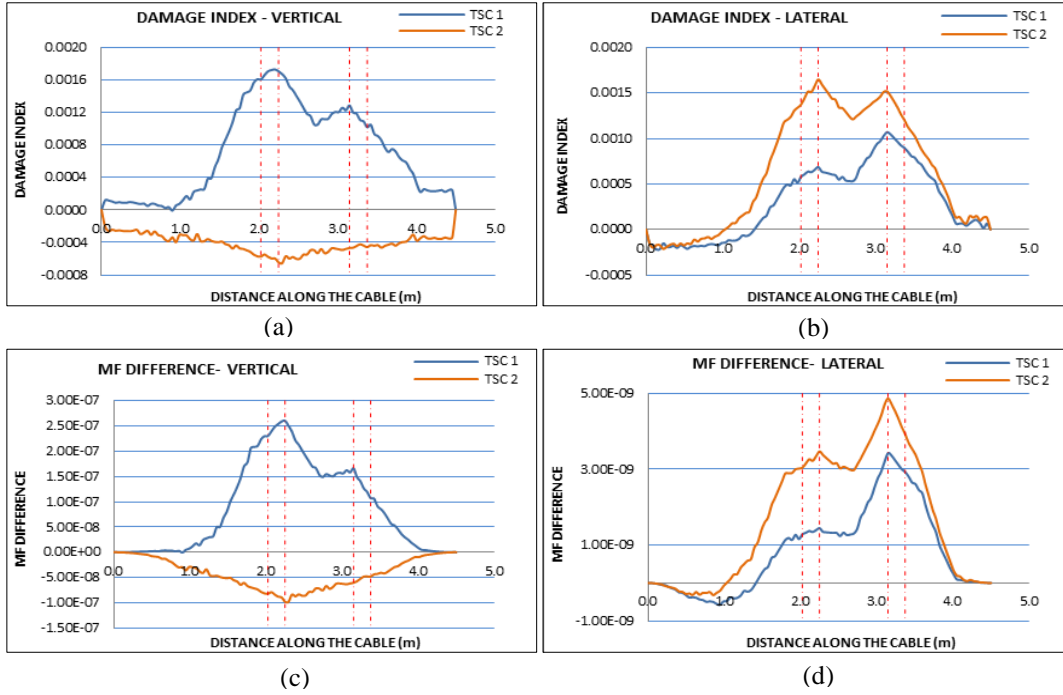 DAMAGE INDEX - VERTICAL
TSC 1
TSC 2
0.0020
0.0016
0.0012
0.0008
0.0004
0.0000
-0.0004
-0.0008
DAMAGE INDEX
0.0 1.0 2.0 3.0 4.0 5.0
DISTANCE ALONG THE CABLE (m)
(a)
DAMAGE INDEX - LATERAL
TSC 1
TSC 2
0.0020
0.0015
0.0010
0.0005
0.0000
-0.0005
DAMAGE INDEX
0.0 1.0 2.0 3.0 4.0 5.0
DISTANCE ALONG THE CABLE (m)
(b)
MF DIFFERENCE- VERTICAL
TSC 1
TSC 2
3.00E-07
2.50E-07
2.00E-07
1.50E-07
1.00E-07
5.00E-08
0.00E+00
-5.00E-08
-1.00E-07
-1.50E-07
MF DIFFERENCE
0.0 1.0 2.0 3.0 4.0 5.0
DISTANCE ALONG THE CABLE (m)
(c)
MF DIFFERENCE- LATERAL
TSC 1
TSC 2
5.00E-09
3.00E-09
1.00E-09
-1.00E-09
MF DIFFERENCE
0.0 1.0 2.0 3.0 4.0 5.0
DISTANCE ALONG THE CABLE (m)
(d)